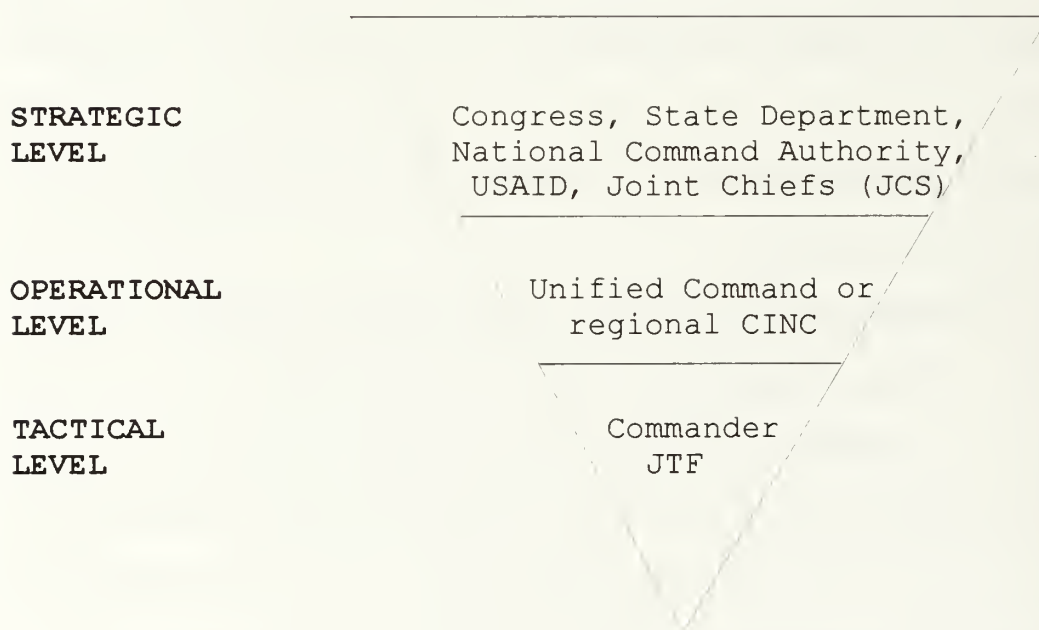 STRATEGIC
LEVEL
Congress, State Department,
National Command Authority,
USAID, Joint Chiefs (JCS)
OPERATIONAL
LEVEL
Unified Command or
regional CINC
TACTICAL
LEVEL
Commander
JTF